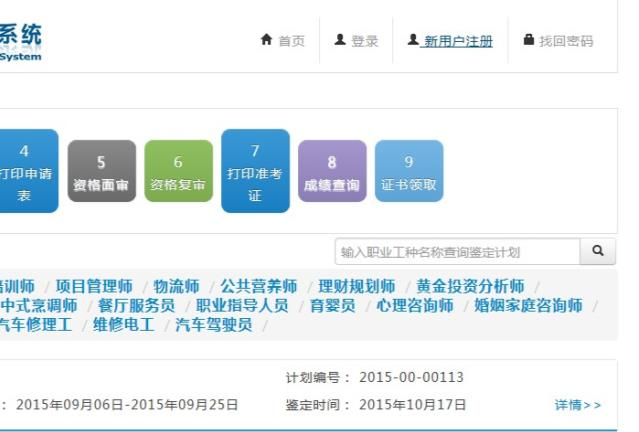 系统
System
首页
登录
新用户注册
找回密码
4
打印申请
表
5
资格面审
6
资格复审
7
打印准考
证
8
成绩查询
9
证书领取
输入职业工种名称查询鉴定计划
培训师 / 项目管理师 / 物流师 / 公共营养师 / 理财规划师 / 黄金投资分析师 /
中式烹调师 / 餐厅服务员 / 职业指导人员 / 育婴员 / 心理咨询师 / 婚姻家庭咨询师 /
汽车修理工 / 维修电工 / 汽车驾驶员 /
计划编号： 2015-00-00113
： 2015年09月06日-2015年09月25日 鉴定时间： 2015年10月17日 详情>>